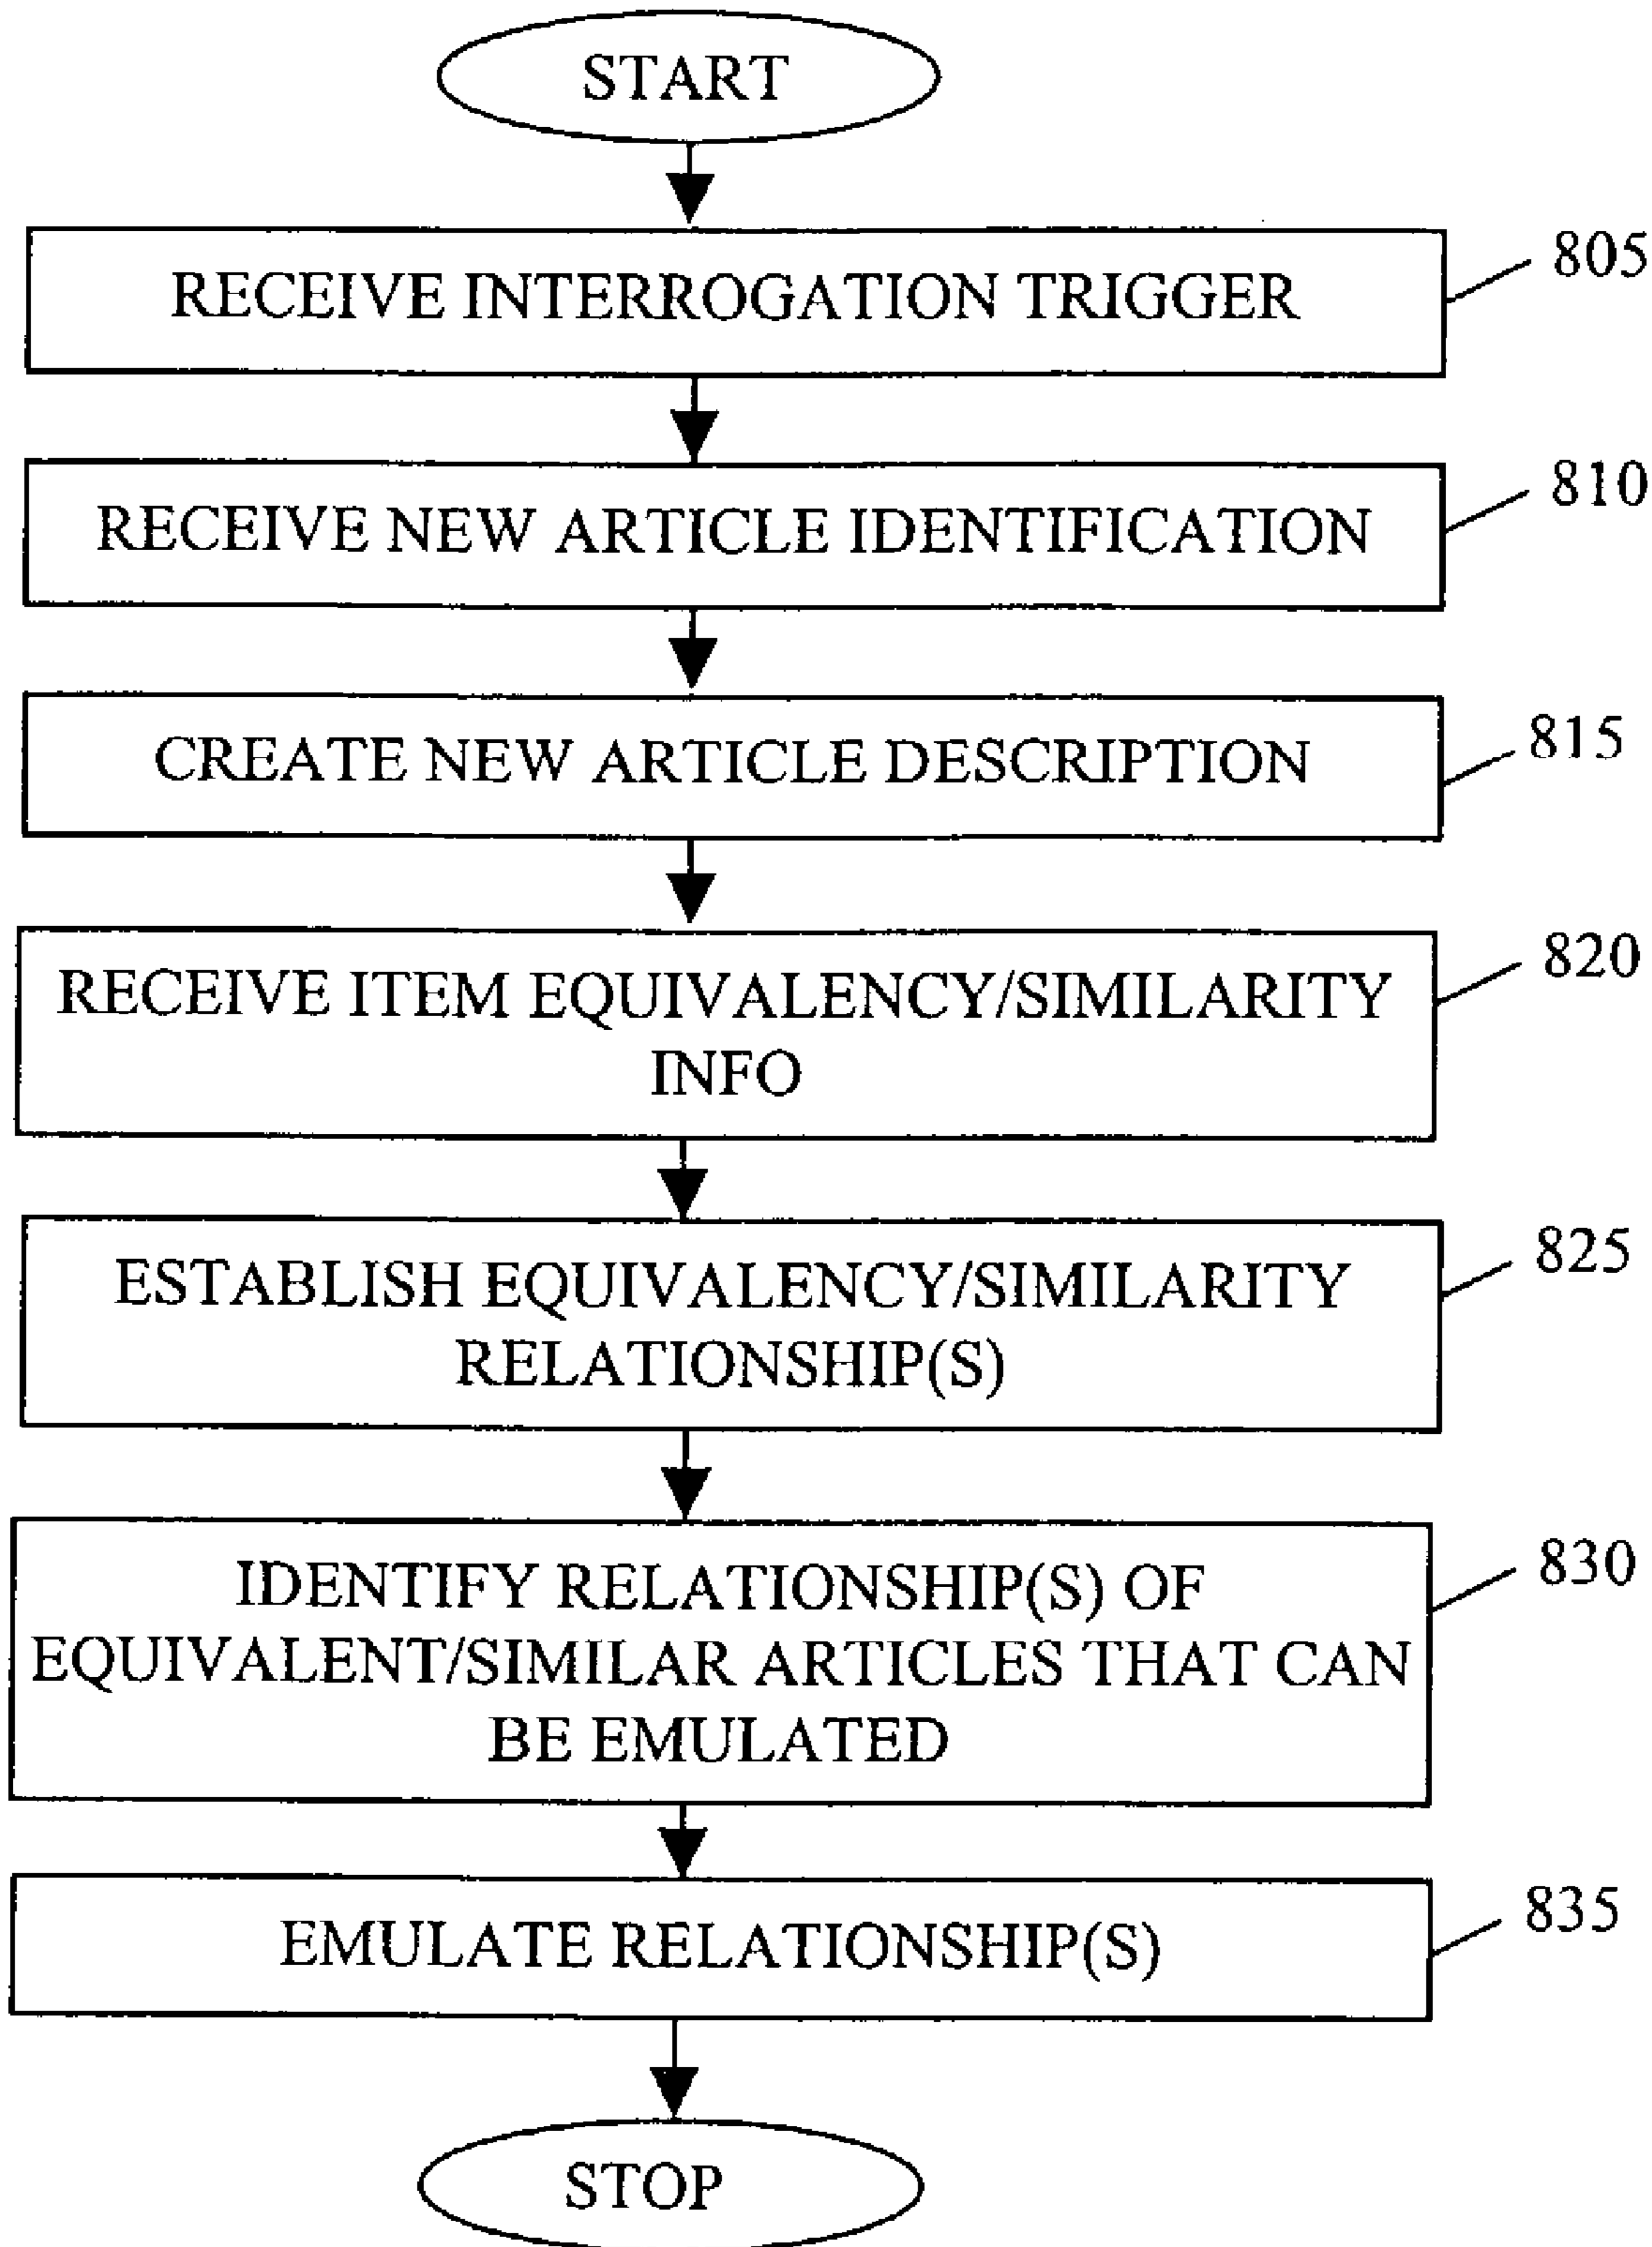 START
RECEIVE INTERROGATION TRIGGER
805
RECEIVE NEW ARTICLE IDENTIFICATION
810
CREATE NEW ARTICLE DESCRIPTION
815
RECEIVE ITEM EQUIVALENCY/SIMILARITY
INFO
820
ESTABLISH EQUIVALENCY/SIMILARITY
RELATIONSHIP(S)
825
IDENTIFY RELATIONSHIP(S) OF
EQUIVALENT/SIMILAR ARTICLES THAT CAN
BE EMULATED
830
EMULATE RELATIONSHIP(S)
835
STOP